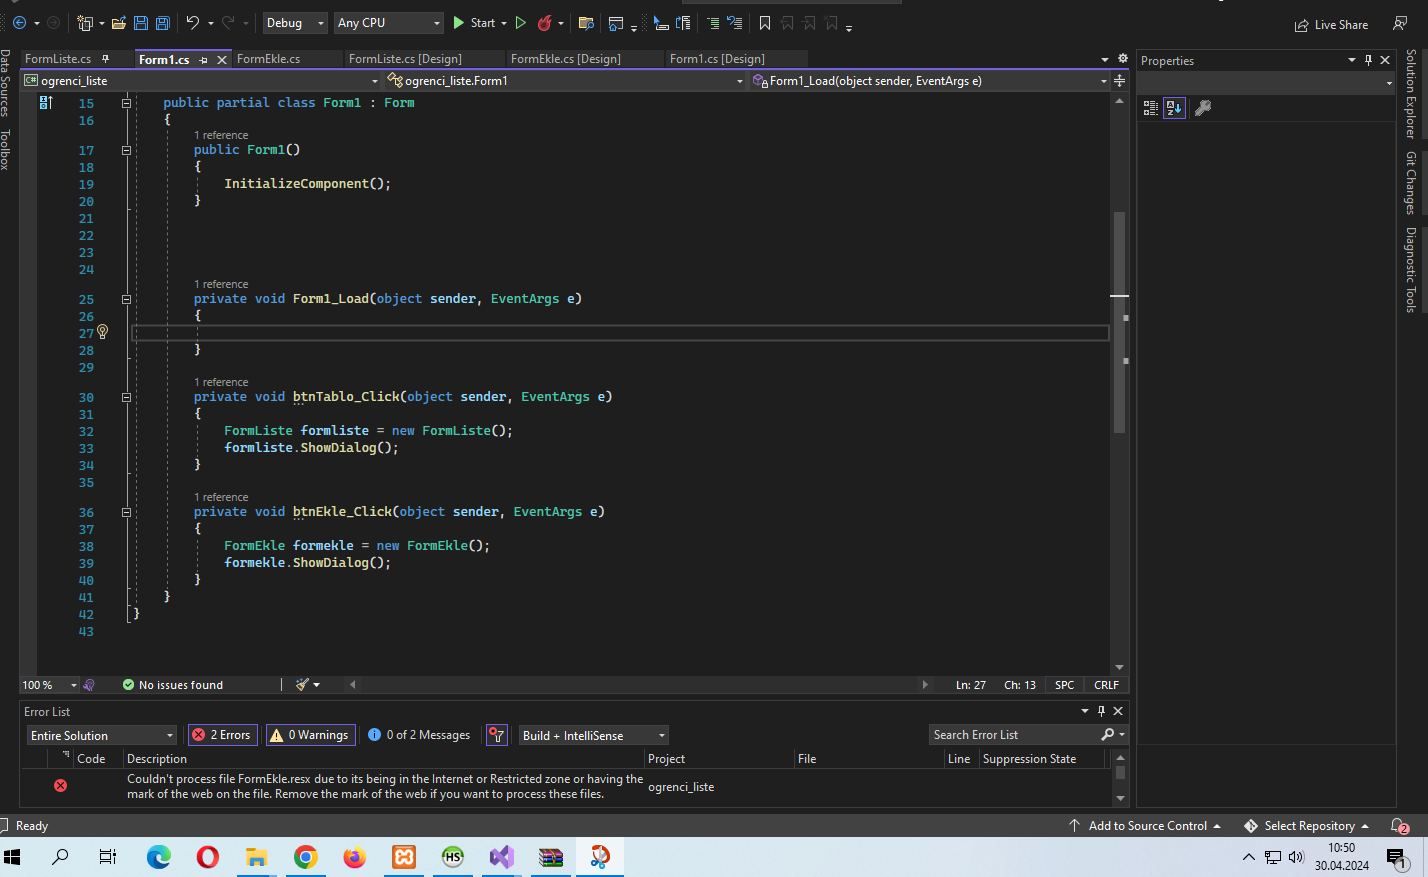 Debug
Any CPU
Start
Live Share
FormListe.cs
Form1.cs
FormEkle.cs
FormListe.cs [Design]
FormEkle.cs [Design]
Form1.cs [Design]
C# ogrenci_liste
ogrenci_liste.Form1
Form1_Load(object sender, EventArgs e)
Data Sources
Toolbox
15 public partial class Form1 : Form
16 {
1 reference
17 public Form1()
18 {
19 InitializeComponent();
20 }
21
22
23
24
1 reference
25 private void Form1_Load(object sender, EventArgs e)
26 {
27
28 }
29
1 reference
30 private void btnTablo_Click(object sender, EventArgs e)
31 {
32 FormListe formliste = new FormListe();
33 formliste.ShowDialog();
34 }
35
1 reference
36 private void btnEkle_Click(object sender, EventArgs e)
37 {
38 FormEkle formekle = new FormEkle();
39 formekle.ShowDialog();
40 }
41 }
42 }
43
100 %
No issues found
Ln: 27
Ch: 13
SPC
CRLF
Properties
A
Z
Solution Explorer
Git Changes
Diagnostic Tools
Error List
Entire Solution
2 Errors
0 Warnings
0 of 2 Messages
Build + IntelliSense
Search Error List
Code
Description
Project
File
Line
Suppression State
Couldn't process file FormEkle.resx due to its being in the Internet or Restricted zone or having the
mark of the web on the file. Remove the mark of the web if you want to process these files.
ogrenci_liste
Ready
Add to Source Control
Select Repository
2
HS
10:50
30.04.2024
1